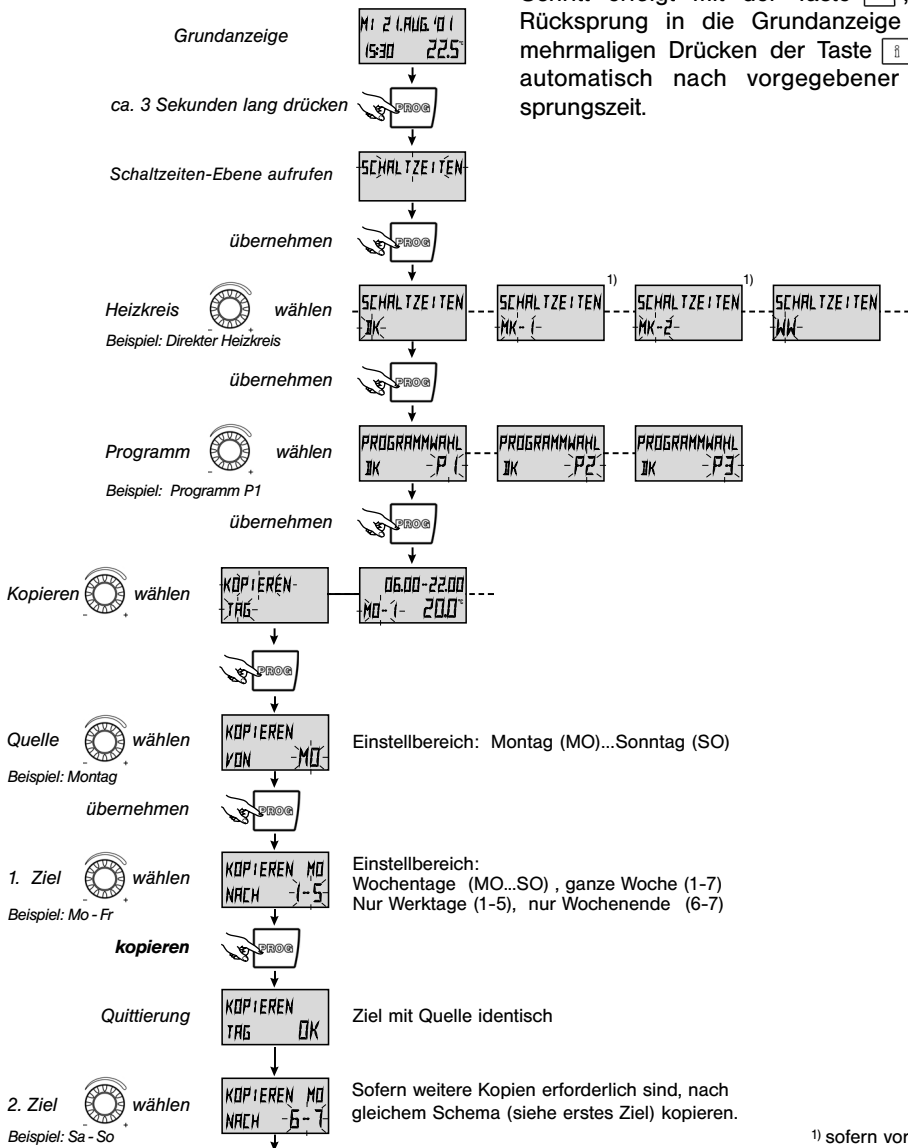 Schritt erfolgt mit der Taste
Rücksprung in die Grundanzeige
mehrmaligen Drücken der Taste
automatisch nach vorgegebener
sprungszeit.
Grundanzeige
MI 21.AUG.'01
15:30 22.5°
ca. 3 Sekunden lang drücken
PROG
Schaltzeiten-Ebene aufrufen
SCHALTZEITEN
übernehmen
PROG
Heizkreis wählen
- +
Beispiel: Direkter Heizkreis
SCHALTZEITEN
DK
1)
SCHALTZEITEN
MK-1
1)
SCHALTZEITEN
MK-2
SCHALTZEITEN
WW
übernehmen
PROG
Programm wählen
- +
Beispiel: Programm P1
PROGRAMMWAHL
DK P1
PROGRAMMWAHL
DK P2
PROGRAMMWAHL
DK P3
übernehmen
PROG
Kopieren wählen
- +
KOPIEREN
TAG
06.00-22.00
MO-1 20.0°
PROG
Quelle wählen
- +
Beispiel: Montag
KOPIEREN
VON MO
Einstellbereich: Montag (MO)...Sonntag (SO)
übernehmen
PROG
1. Ziel wählen
- +
Beispiel: Mo - Fr
KOPIEREN MO
NACH 1-5
Einstellbereich:
Wochentage (MO...SO) , ganze Woche (1-7)
Nur Werktage (1-5), nur Wochenende (6-7)
kopieren
PROG
Quittierung
KOPIEREN
TAG OK
Ziel mit Quelle identisch
2. Ziel wählen
- +
Beispiel: Sa - So
KOPIEREN MO
NACH 6-7
Sofern weitere Kopien erforderlich sind, nach
gleichem Schema (siehe erstes Ziel) kopieren.
1) sofern vor